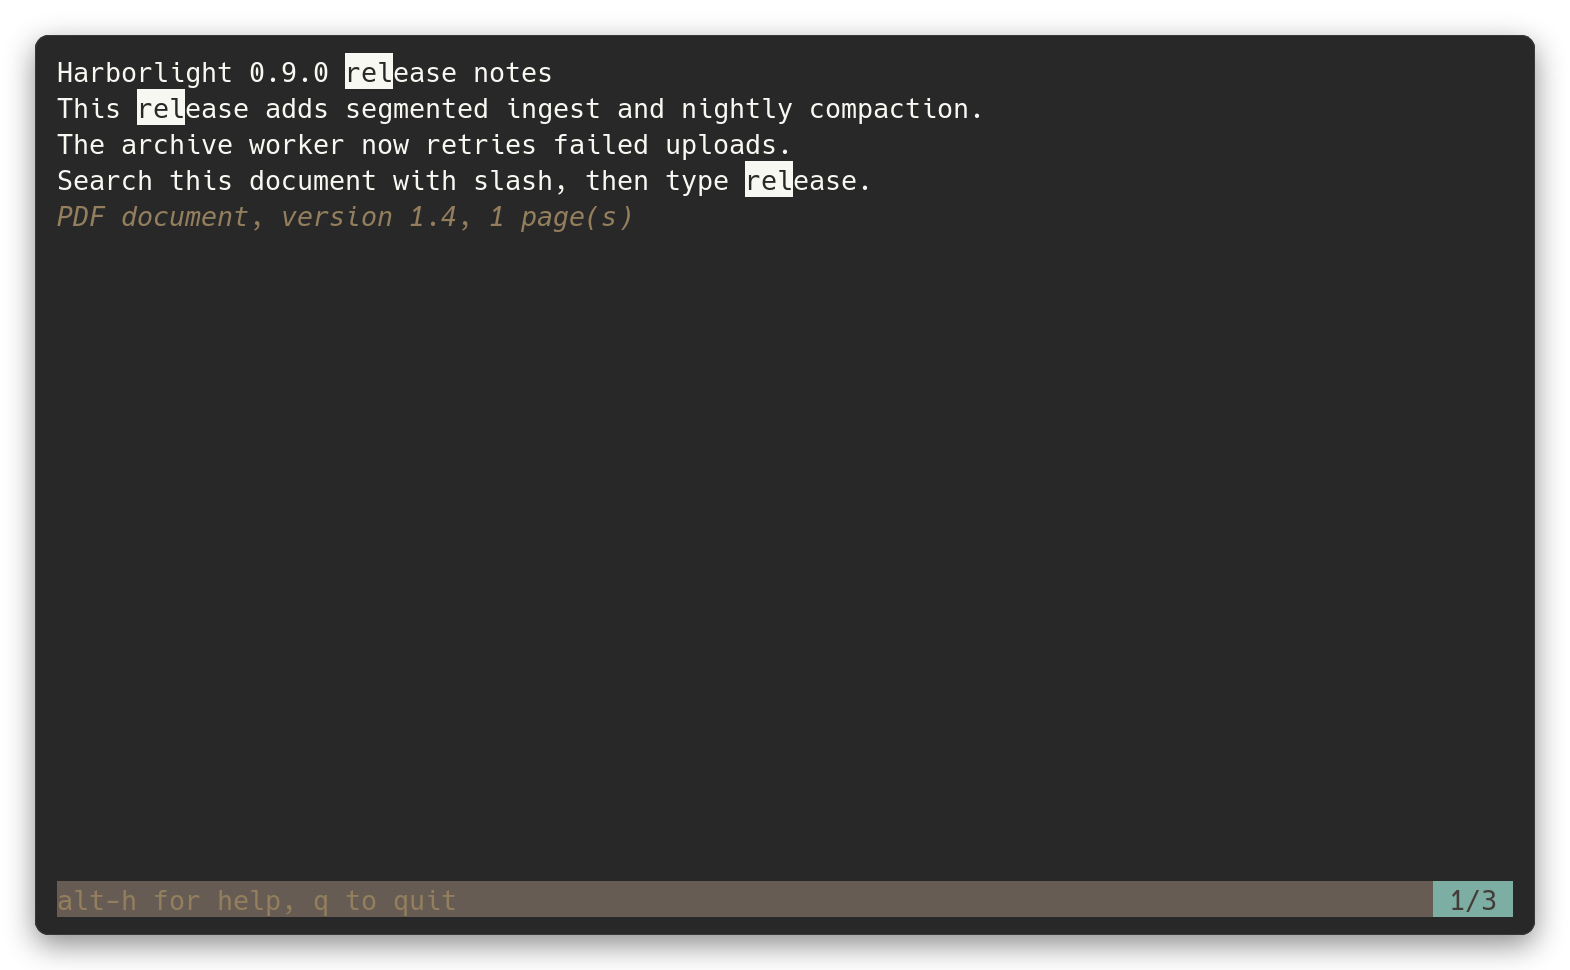 Harborlight 0.9.0 release notes
This release adds segmented ingest and nightly compaction.
The archive worker now retries failed uploads.
Search this document with slash, then type release.
PDF document, version 1.4, 1 page(s)
alt-h for help, q to quit 1/3